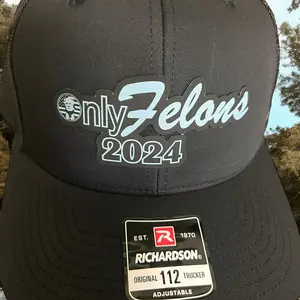 OnlyFelons
2024
EST. R 1970
RICHARDSON®
ORIGINAL 112 TRUCKER
ADJUSTABLE